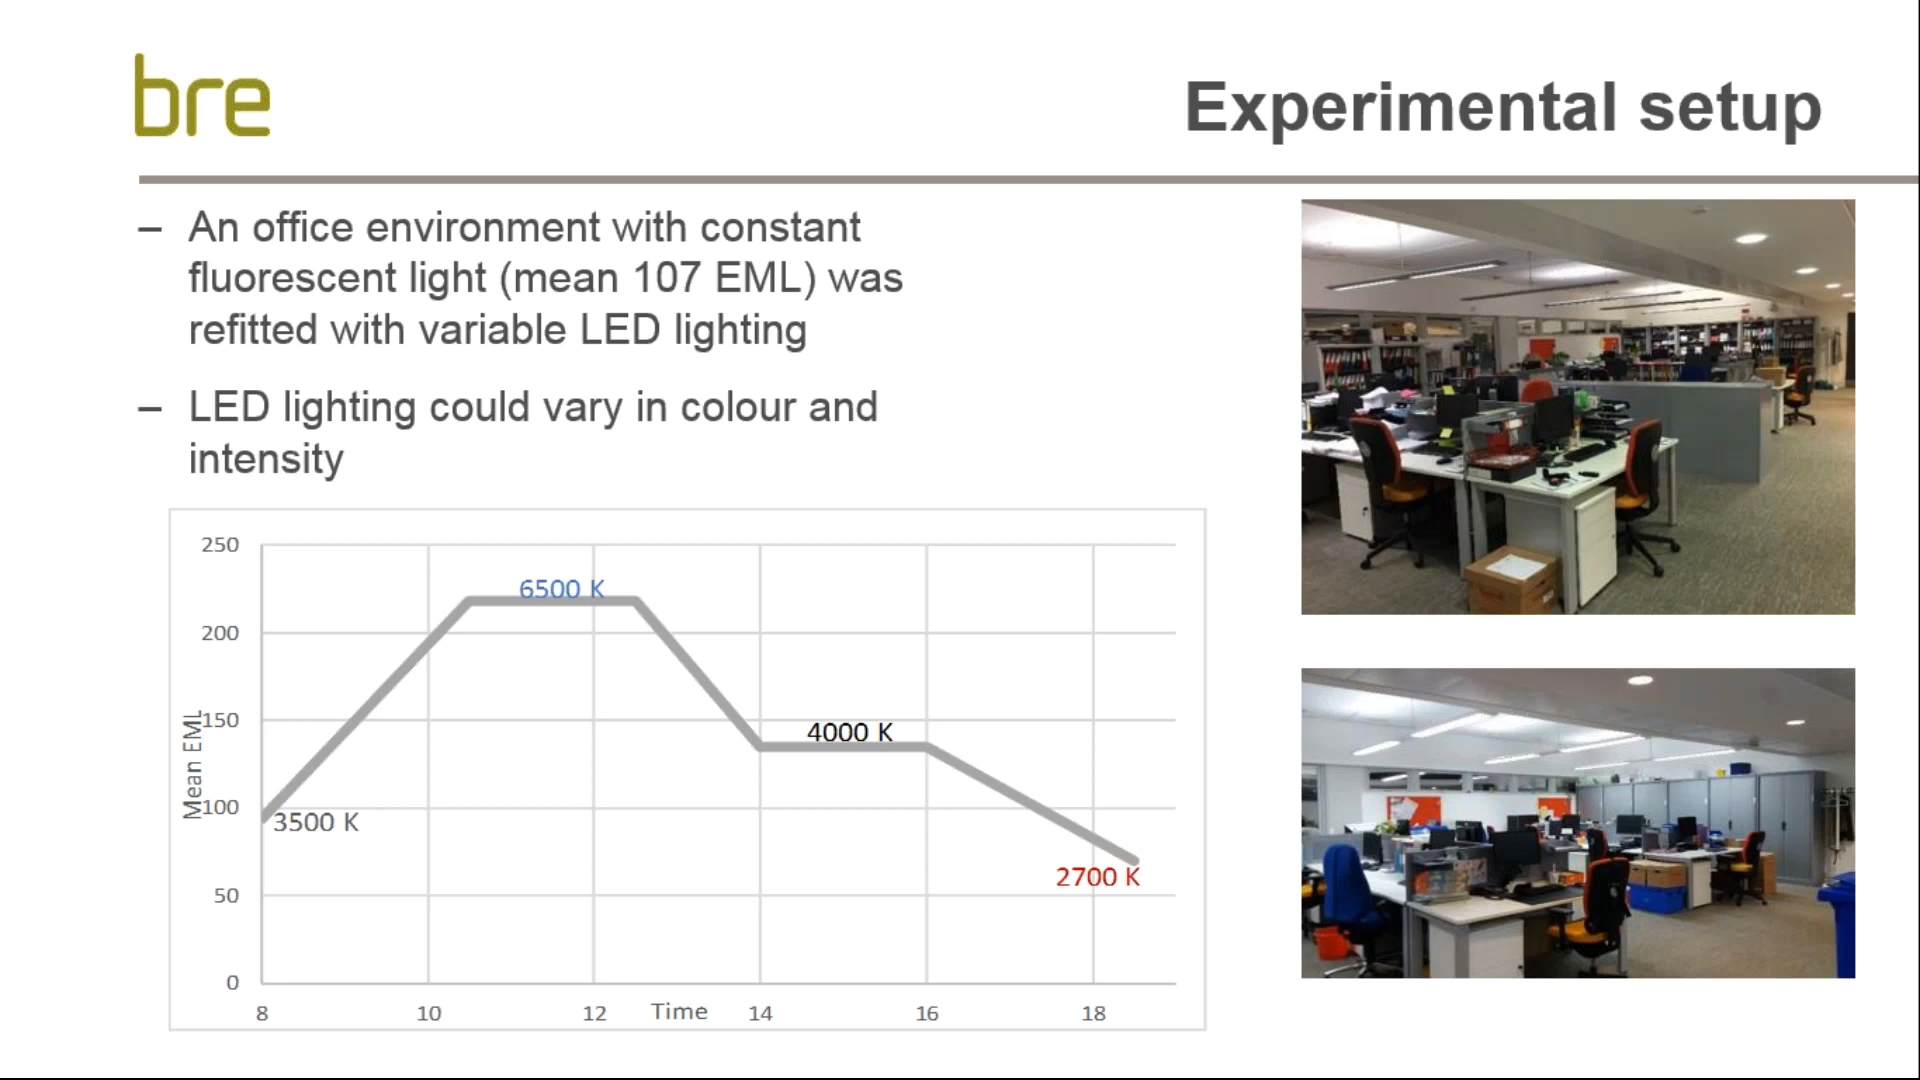 bre
Experimental setup
– An office environment with constant
fluorescent light (mean 107 EML) was
refitted with variable LED lighting
– LED lighting could vary in colour and
intensity
250
200
150
100
50
0
Mean EML
6500 K
4000 K
3500 K
2700 K
8
10
12
Time
14
16
18